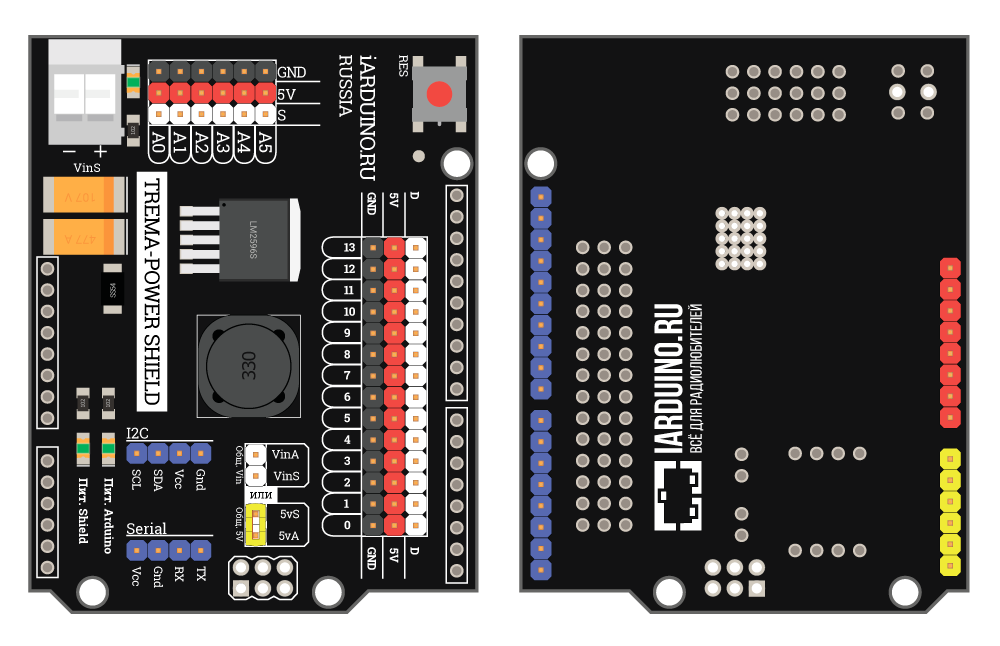 GND
5V
S
A0 A1 A2 A3 A4 A5
iARDUINO.RU
RUSSIA
RES
− +
VinS
107 V
477 A
TREMA-POWER SHIELD
LM2596S
SS54
330
GND 5V D
13
12
11
10
9
8
7
6
5
4
3
2
1
0
GND 5V D
I2C
SCL SDA Vcc Gnd
Serial
Vcc Gnd RX TX
Пит. Shield
Пит. Arduino
Общ. Vin
VinA
VinS
или
Общ. 5V
5vS
5vA
IARDUINO.RU
ВСЁ ДЛЯ РАДИОЛЮБИТЕЛЕЙ